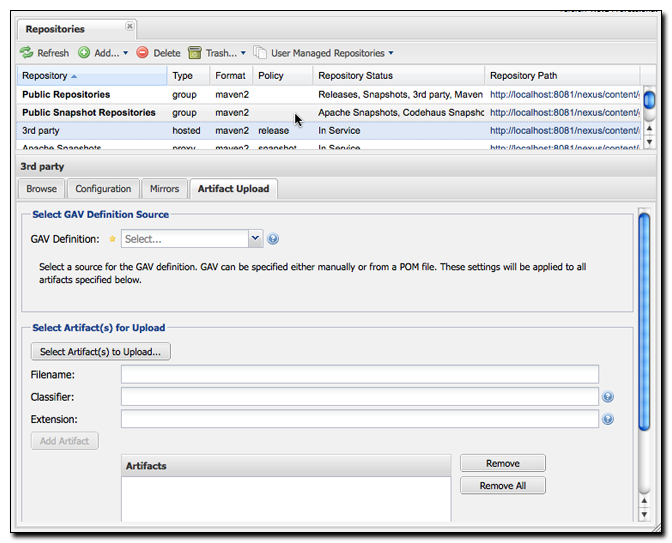 Repositories
Refresh Add... Delete Trash... User Managed Repositories
Repository Type Format Policy Repository Status Repository Path
Public Repositories group maven2 Releases, Snapshots, 3rd party, Maven http://localhost:8081/nexus/content/
Public Snapshot Repositories group maven2 Apache Snapshots, Codehaus Snapsho http://localhost:8081/nexus/content/
3rd party hosted maven2 release In Service http://localhost:8081/nexus/content/
Apache Snapshots proxy maven2 snapshot In Service http://localhost:8081/nexus/content/
3rd party
Browse Configuration Mirrors Artifact Upload
Select GAV Definition Source
GAV Definition: Select...
Select a source for the GAV definition. GAV can be specified either manually or from a POM file. These settings will be applied to all
artifacts specified below.
Select Artifact(s) for Upload
Select Artifact(s) to Upload...
Filename:
Classifier:
Extension:
Add Artifact
Artifacts Remove
Remove All